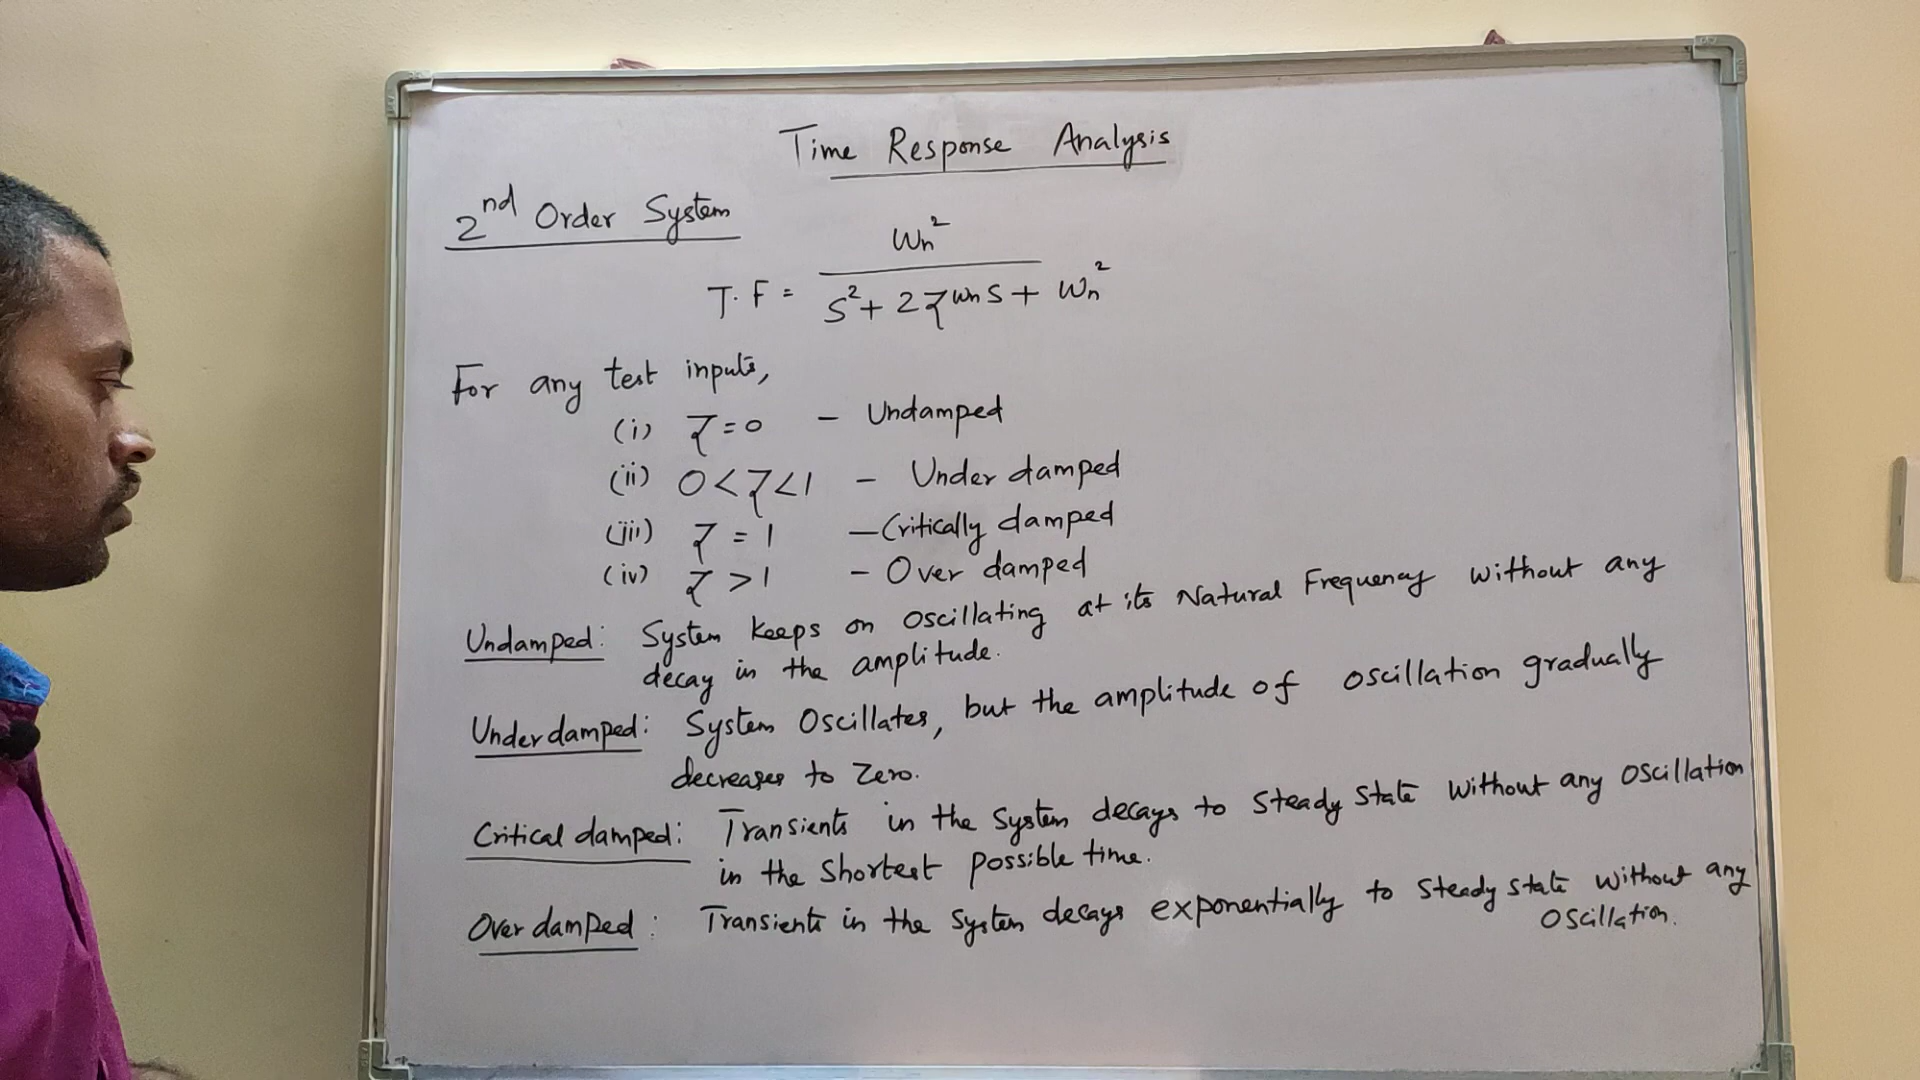 Time Response Analysis
2nd Order System
T.F = Wn² / S² + 2ζWnS + Wn²
For any test inputs,
(i) ζ=0 - Undamped
(ii) 0<ζ<1 - Under damped
(iii) ζ = 1 - Critically damped
(iv) ζ >1 - Over damped
Undamped: System keeps on oscillating at its Natural Frequency without any
decay in the amplitude.
Under damped: System Oscillates, but the amplitude of oscillation gradually
decreases to Zero.
Critical damped: Transients in the System decays to Steady State Without any Oscillation
in the Shortest possible time.
Over damped: Transients in the System decays exponentially to Steady State Without any
Oscillation.